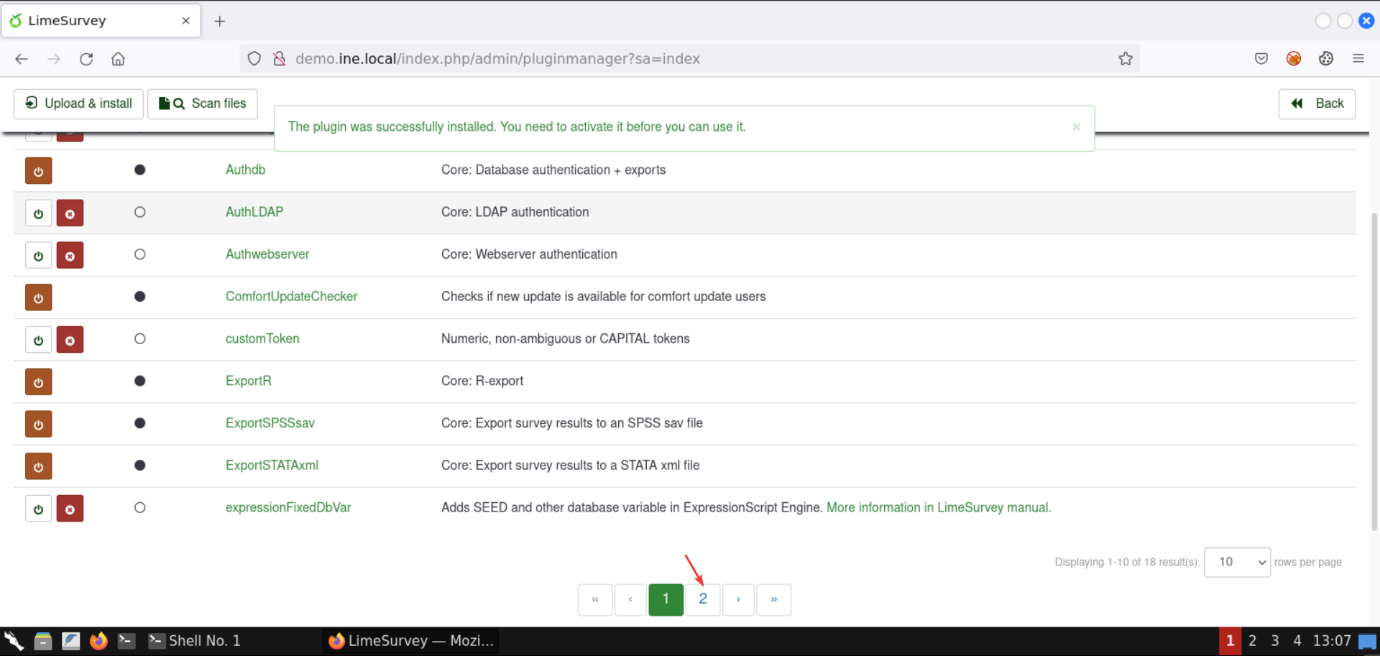 LimeSurvey
demo.ine.local/index.php/admin/pluginmanager?sa=index
Upload & install
Scan files
Back
The plugin was successfully installed. You need to activate it before you can use it.
Authdb Core: Database authentication + exports
AuthLDAP Core: LDAP authentication
Authwebserver Core: Webserver authentication
ComfortUpdateChecker Checks if new update is available for comfort update users
customToken Numeric, non-ambiguous or CAPITAL tokens
ExportR Core: R-export
ExportSPSSsav Core: Export survey results to an SPSS sav file
ExportSTATAxml Core: Export survey results to a STATA xml file
expressionFixedDbVar Adds SEED and other database variable in ExpressionScript Engine. More information in LimeSurvey manual.
Displaying 1-10 of 18 result(s). 10 rows per page
« ‹ 1 2 › »
Shell No. 1 LimeSurvey — Mozi... 1 2 3 4 13:07